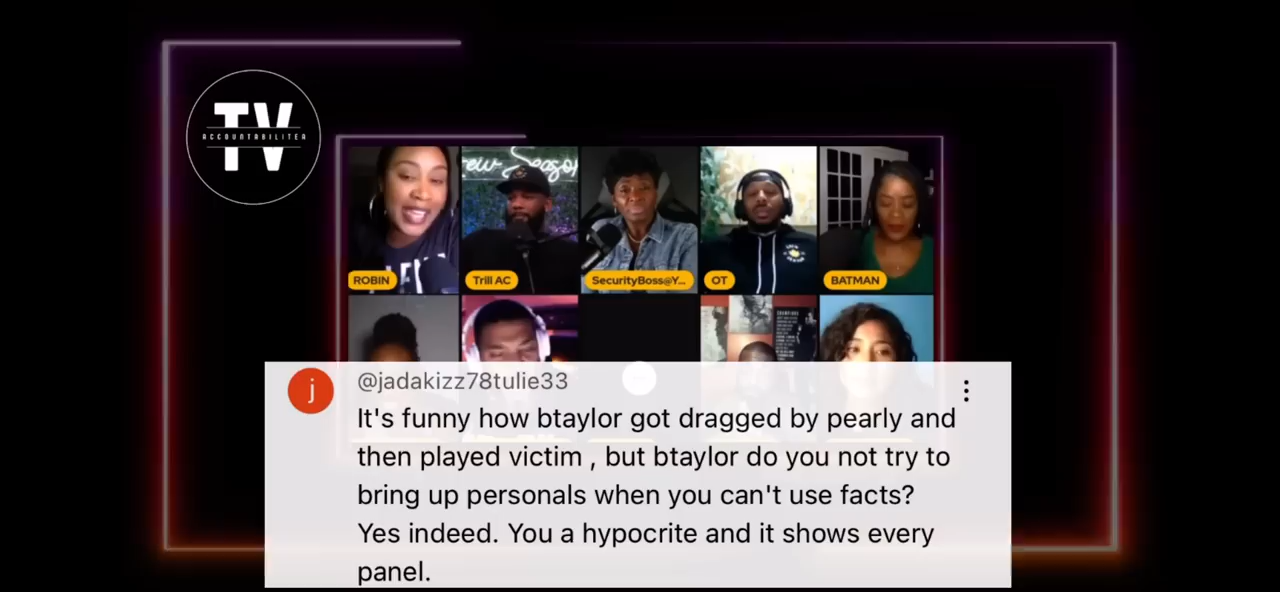 TV
ACCOUNTABILITEA
ROBIN
Trill AC
SecurityBoss@Y...
OT
BATMAN
j
@jadakizz78tulie33
It's funny how btaylor got dragged by pearly and
then played victim , but btaylor do you not try to
bring up personals when you can't use facts?
Yes indeed. You a hypocrite and it shows every
panel.